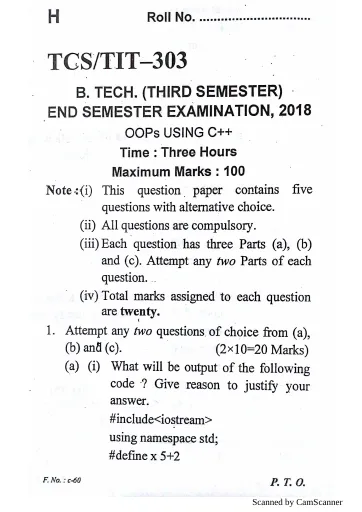 H
Roll No. ................................
TCS/TIT–303
B. TECH. (THIRD SEMESTER)
END SEMESTER EXAMINATION, 2018
OOPs USING C++
Time : Three Hours
Maximum Marks : 100
Note :(i) This question paper contains five
questions with alternative choice.
(ii) All questions are compulsory.
(iii) Each question has three Parts (a), (b)
and (c). Attempt any two Parts of each
question.
(iv) Total marks assigned to each question
are twenty.
1. Attempt any two questions of choice from (a),
(b) and (c). (2×10=20 Marks)
(a) (i) What will be output of the following
code ? Give reason to justify your
answer.
#include<iostream>
using namespace std;
#define x 5+2
F. No. : c-60
P. T. O.
Scanned by CamScanner